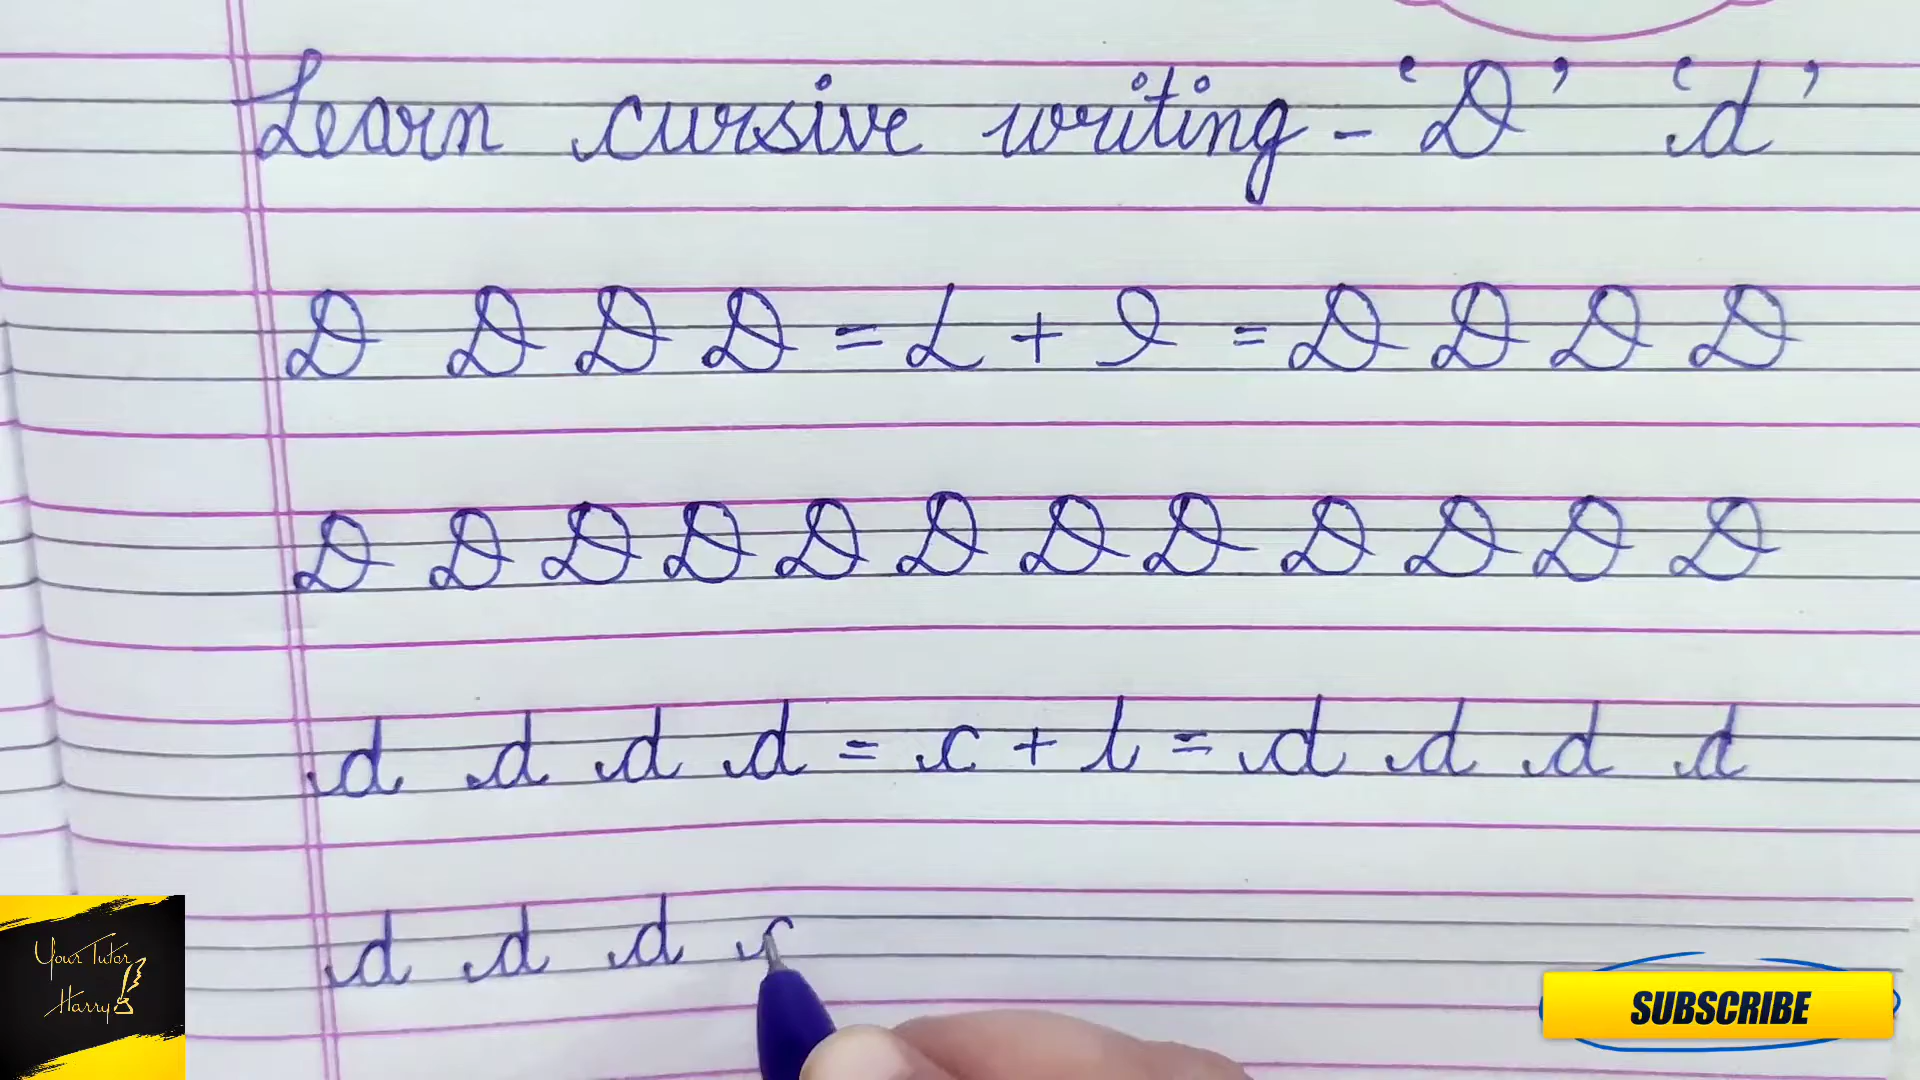 Learn cursive writing - 'D' 'd'
D D D D = L + I = D D D D
D D D D D D D D D D D D
d d d d = c + t = d d d d
d d d c
Your Tutor
Harry
SUBSCRIBE